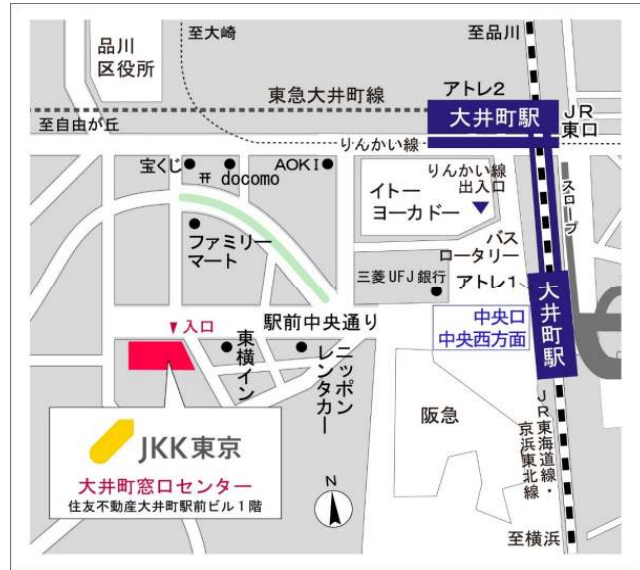 至大崎
至品川
品川
区役所
アトレ2
東急大井町線
大井町駅
JR
東口
至自由が丘
りんかい線
宝くじ
〒 docomo
AOKI
りんかい線
出入口
イトー
ヨーカドー
スロープ
ファミリー
マート
バス
ロータリー
三菱UFJ銀行
アトレ1
大井町駅
中央口
中央西方面
駅前中央通り
▼入口
東横イン
ニッポン
レンタカー
阪急
JR東海道線・
京浜東北線
JKK東京
大井町窓口センター
住友不動産大井町駅前ビル1階
N
至横浜